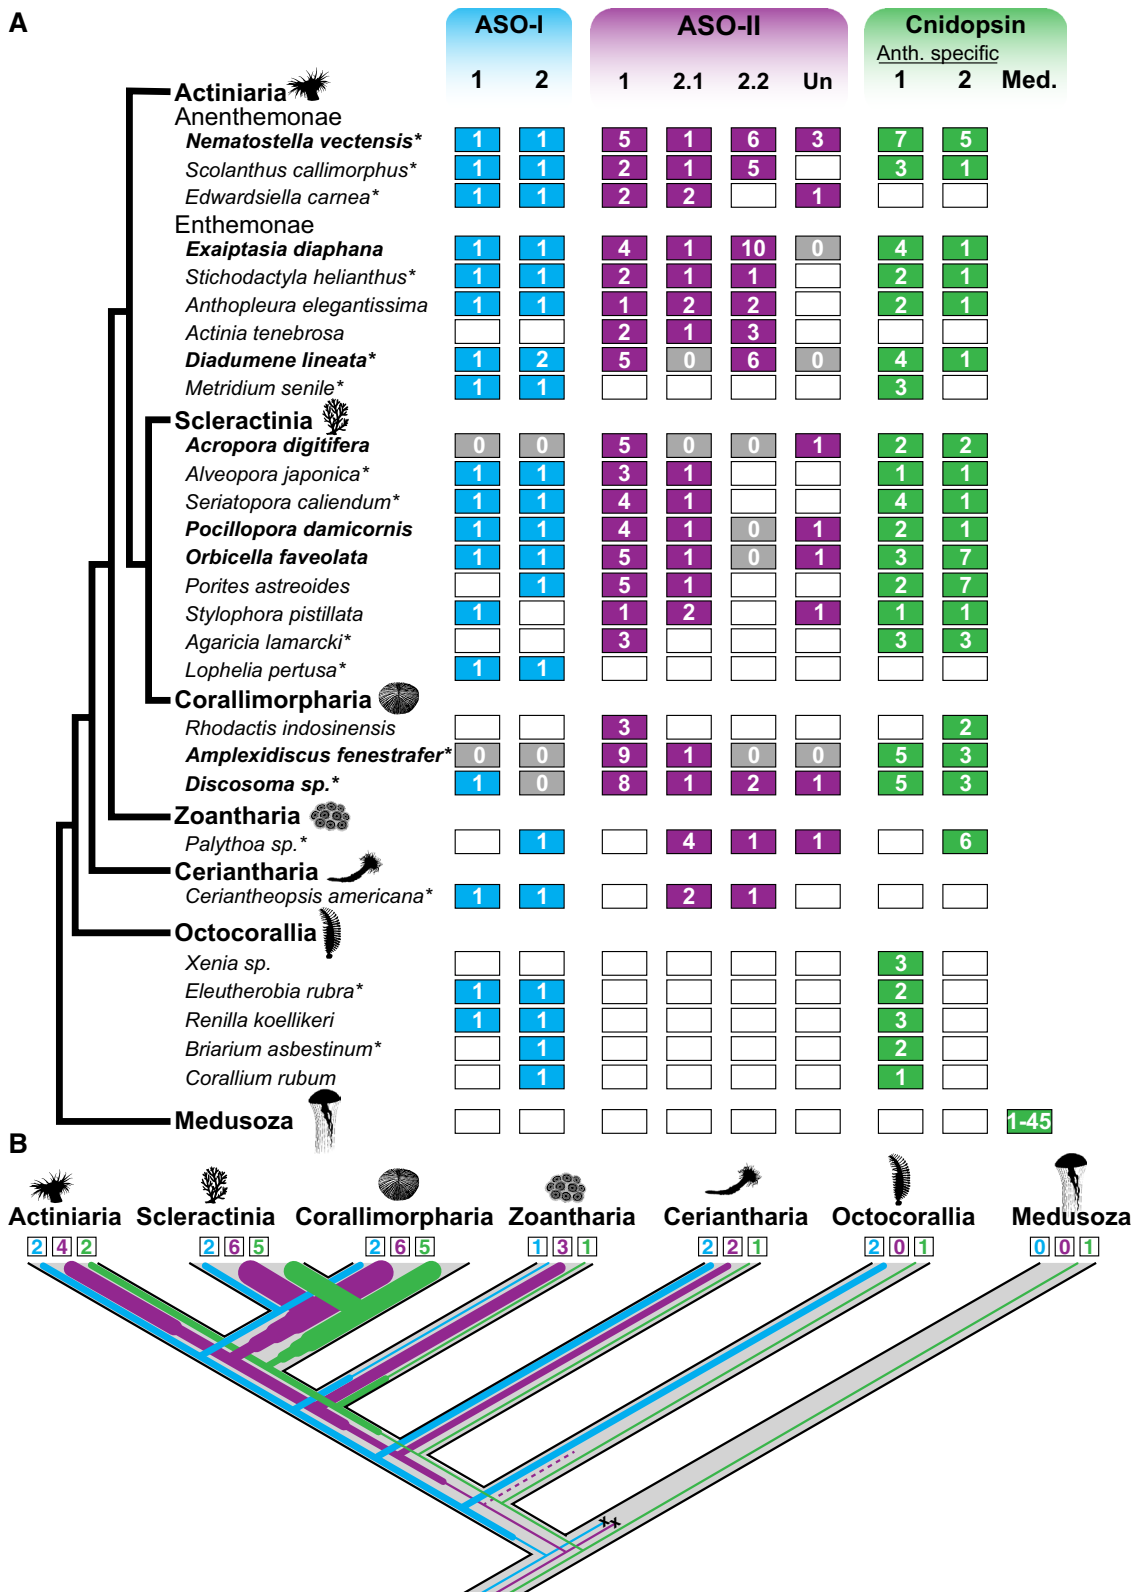 A
ASO-I ASO-II Cnidopsin
Anth. specific
1 2 1 2.1 2.2 Un 1 2 Med.
Actiniaria
Anenthemonae
Nematostella vectensis* 1 1 5 1 6 3 7 5
Scolanthus callimorphus* 1 1 2 1 5 3 1
Edwardsiella carnea* 1 1 2 2 1
Enthemonae
Exaiptasia diaphana 1 1 4 1 10 0 4 1
Stichodactyla helianthus* 1 1 2 1 1 2 1
Anthopleura elegantissima 1 1 1 2 2 2 1
Actinia tenebrosa 2 1 3
Diadumene lineata* 1 2 5 0 6 0 4 1
Metridium senile* 1 1 3
Scleractinia
Acropora digitifera 0 0 5 0 0 1 2 2
Alveopora japonica* 1 1 3 1 1 1
Seriatopora caliendum* 1 1 4 1 4 1
Pocillopora damicornis 1 1 4 1 0 1 2 1
Orbicella faveolata 1 1 5 1 0 1 3 7
Porites astreoides 1 5 1 2 7
Stylophora pistillata 1 1 2 1 1 1
Agaricia lamarcki* 3 3 3
Lophelia pertusa* 1 1
Corallimorpharia
Rhodactis indosinensis 3 2
Amplexidiscus fenestrafer* 0 0 9 1 0 0 5 3
Discosoma sp.* 1 0 8 1 2 1 5 3
Zoantharia
Palythoa sp.* 1 4 1 1 6
Ceriantharia
Ceriantheopsis americana* 1 1 2 1
Octocorallia
Xenia sp. 3
Eleutherobia rubra* 1 1 2
Renilla koellikeri 1 1 3
Briarium asbestinum* 1 2
Corallium rubum 1 1
Medusoza 1-45
B
Actiniaria Scleractinia Corallimorpharia Zoantharia Ceriantharia Octocorallia Medusoza
2 4 2 2 6 5 2 6 5 1 3 1 2 2 1 2 0 1 0 0 1
x x